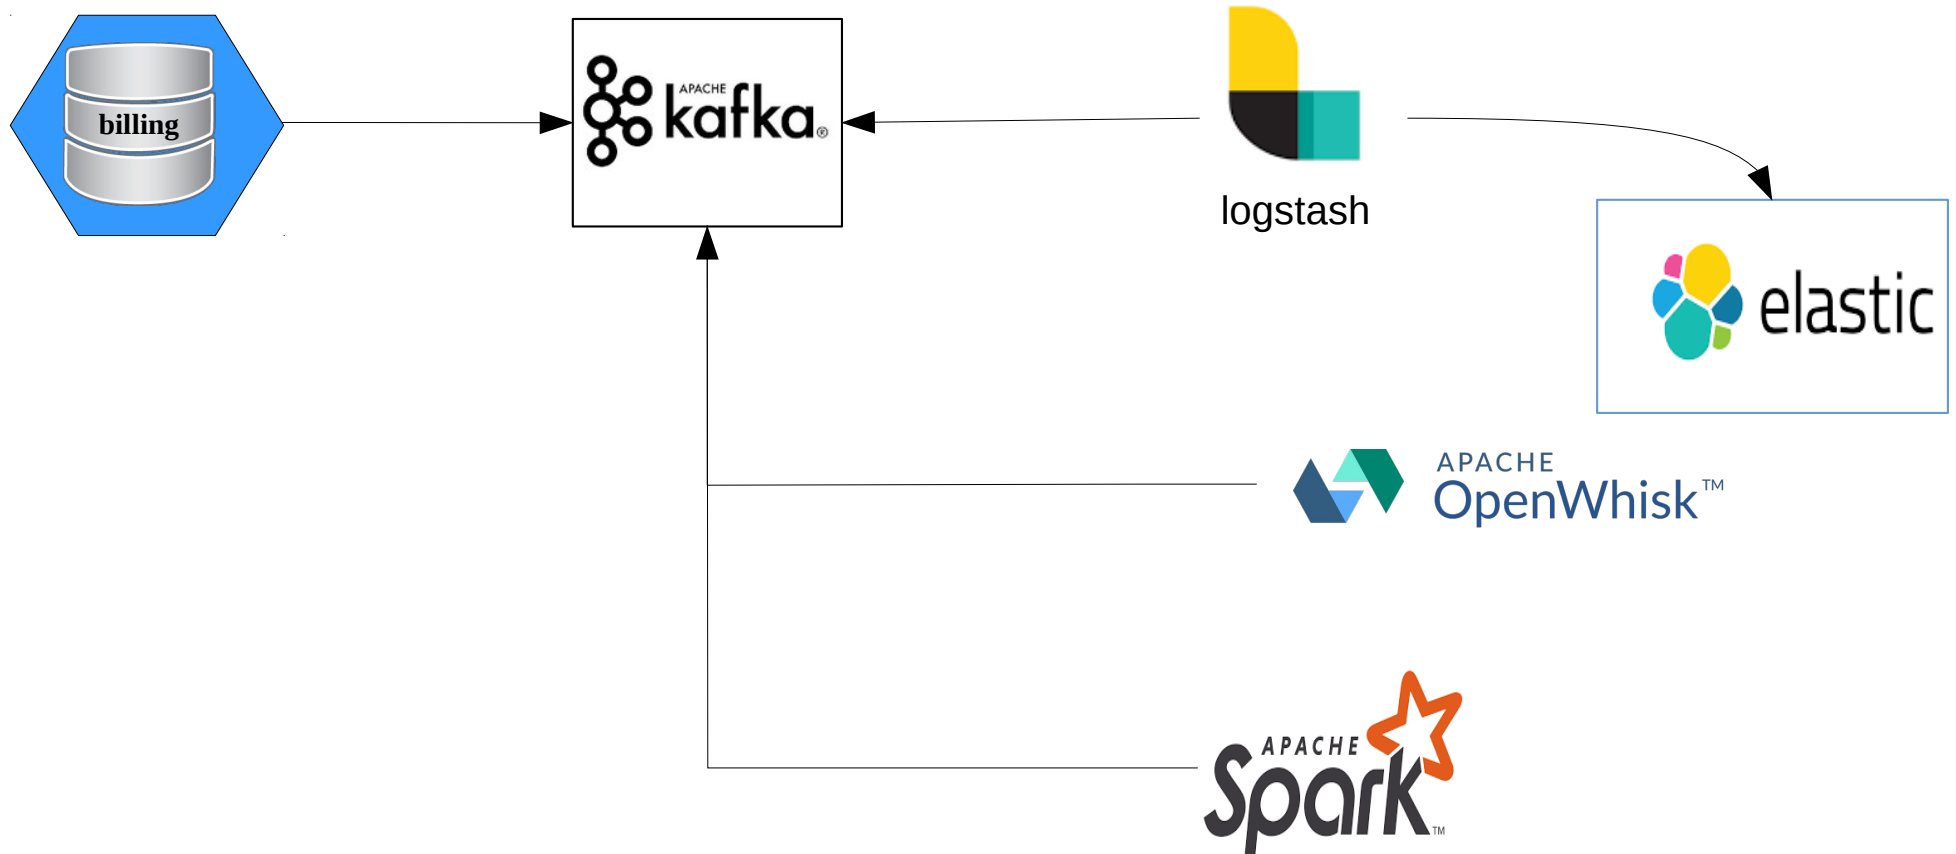 billing
APACHE
kafka®
logstash
elastic
APACHE
OpenWhisk™
APACHE
Spark™